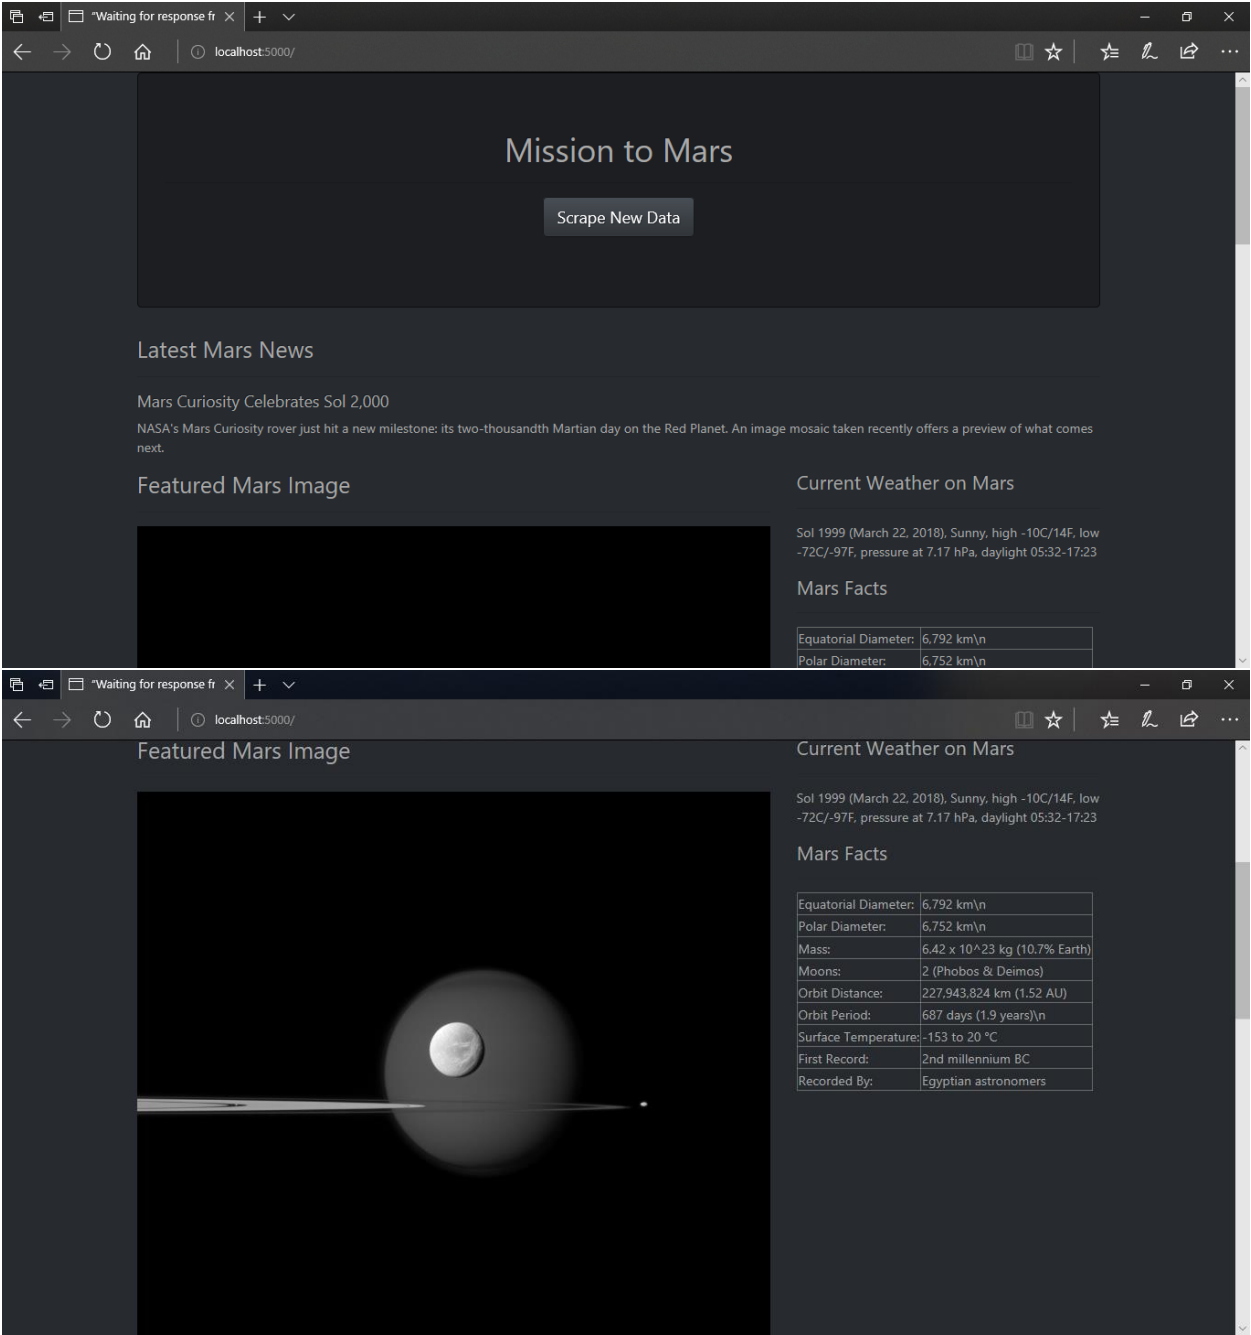 "Waiting for response fr
localhost:5000/
Mission to Mars
Scrape New Data
Latest Mars News
Mars Curiosity Celebrates Sol 2,000
NASA's Mars Curiosity rover just hit a new milestone: its two-thousandth Martian day on the Red Planet. An image mosaic taken recently offers a preview of what comes
next.
Featured Mars Image
Current Weather on Mars
Sol 1999 (March 22, 2018), Sunny, high -10C/14F, low
-72C/-97F, pressure at 7.17 hPa, daylight 05:32-17:23
Mars Facts
Equatorial Diameter: 6,792 km\n
Polar Diameter: 6,752 km\n
"Waiting for response fr
localhost:5000/
Featured Mars Image
Current Weather on Mars
Sol 1999 (March 22, 2018), Sunny, high -10C/14F, low
-72C/-97F, pressure at 7.17 hPa, daylight 05:32-17:23
Mars Facts
Equatorial Diameter: 6,792 km\n
Polar Diameter: 6,752 km\n
Mass: 6.42 x 10^23 kg (10.7% Earth)
Moons: 2 (Phobos & Deimos)
Orbit Distance: 227,943,824 km (1.52 AU)
Orbit Period: 687 days (1.9 years)\n
Surface Temperature: -153 to 20 °C
First Record: 2nd millennium BC
Recorded By: Egyptian astronomers